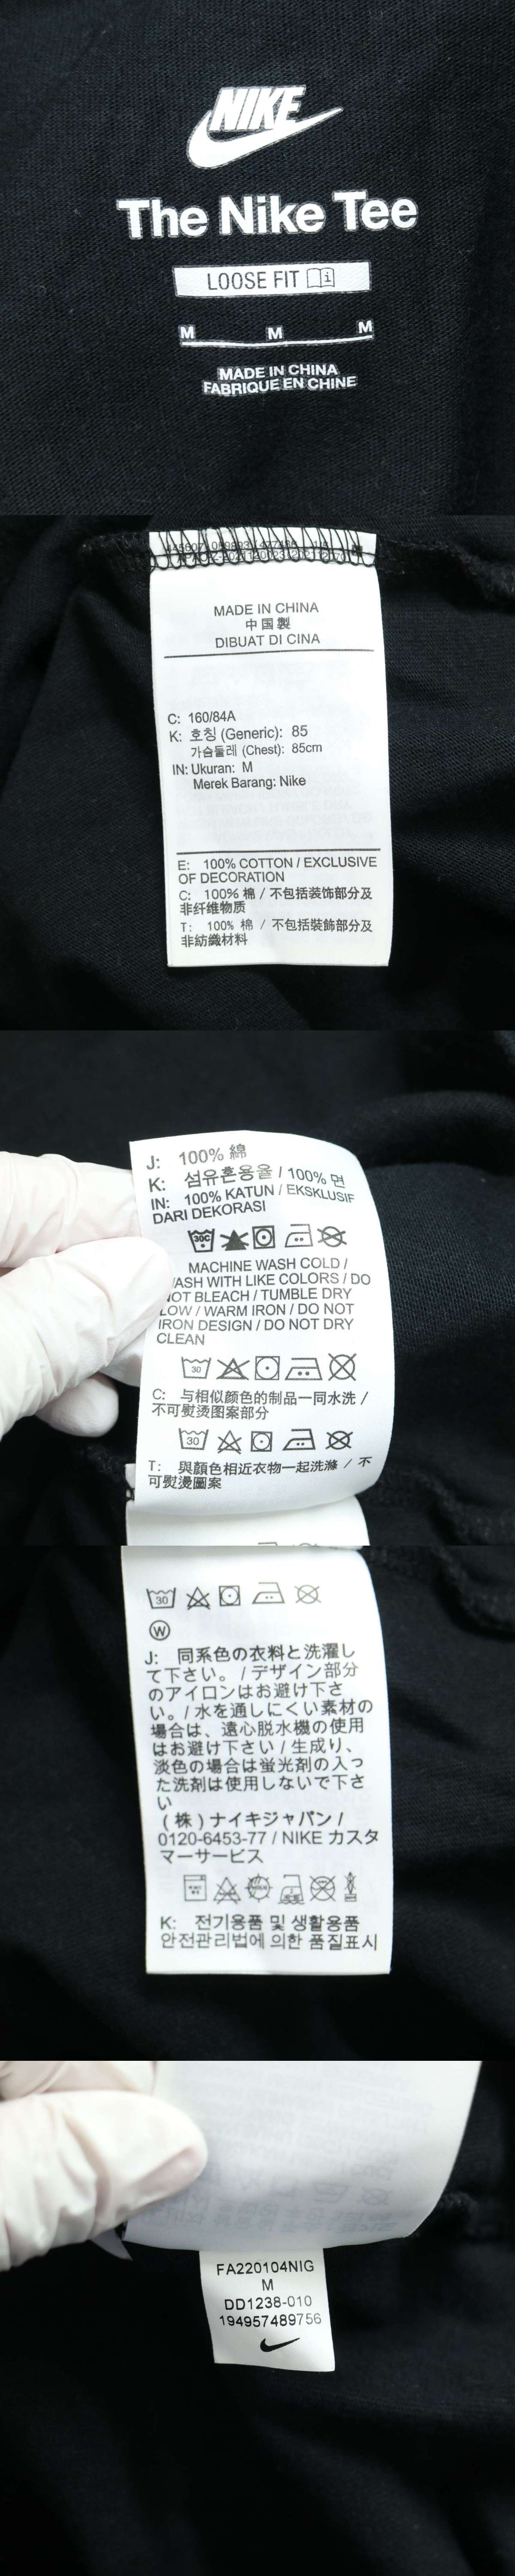 NIKE
The Nike Tee
LOOSE FIT
M M M
MADE IN CHINA
FABRIQUE EN CHINE
MADE IN CHINA
中国製
DIBUAT DI CINA
C: 160/84A
K: 호칭 (Generic): 85
가슴둘레 (Chest): 85cm
IN: Ukuran: M
Merek Barang: Nike
E: 100% COTTON / EXCLUSIVE
OF DECORATION
C: 100% 棉 / 不包括装饰部分及
非纤维物质
T: 100% 棉 / 不包括裝飾部分及
非紡織材料
J: 100% 綿
K: 섬유혼용율 / 100% 면
IN: 100% KATUN / EKSKLUSIF
DARI DEKORASI
30C
MACHINE WASH COLD /
WASH WITH LIKE COLORS / DO
NOT BLEACH / TUMBLE DRY
LOW / WARM IRON / DO NOT
IRON DESIGN / DO NOT DRY
CLEAN
30
C: 与相似颜色的制品一同水洗 /
不可熨烫图案部分
30
T: 與顏色相近衣物一起洗滌 / 不
可熨燙圖案
30
W
J: 同系色の衣料と洗濯し
て下さい。 / デザイン部分
のアイロンはお避け下さ
い。/ 水を通しにくい素材の
場合は、遠心脱水機の使用
はお避け下さい / 生成り、
淡色の場合は蛍光剤の入っ
た洗剤は使用しないで下さ
い
(株) ナイキジャパン /
0120-6453-77 / NIKE カスタ
マーサービス
K: 전기용품 및 생활용품
안전관리법에 의한 품질표시
FA220104NIG
M
DD1238-010
194957489756